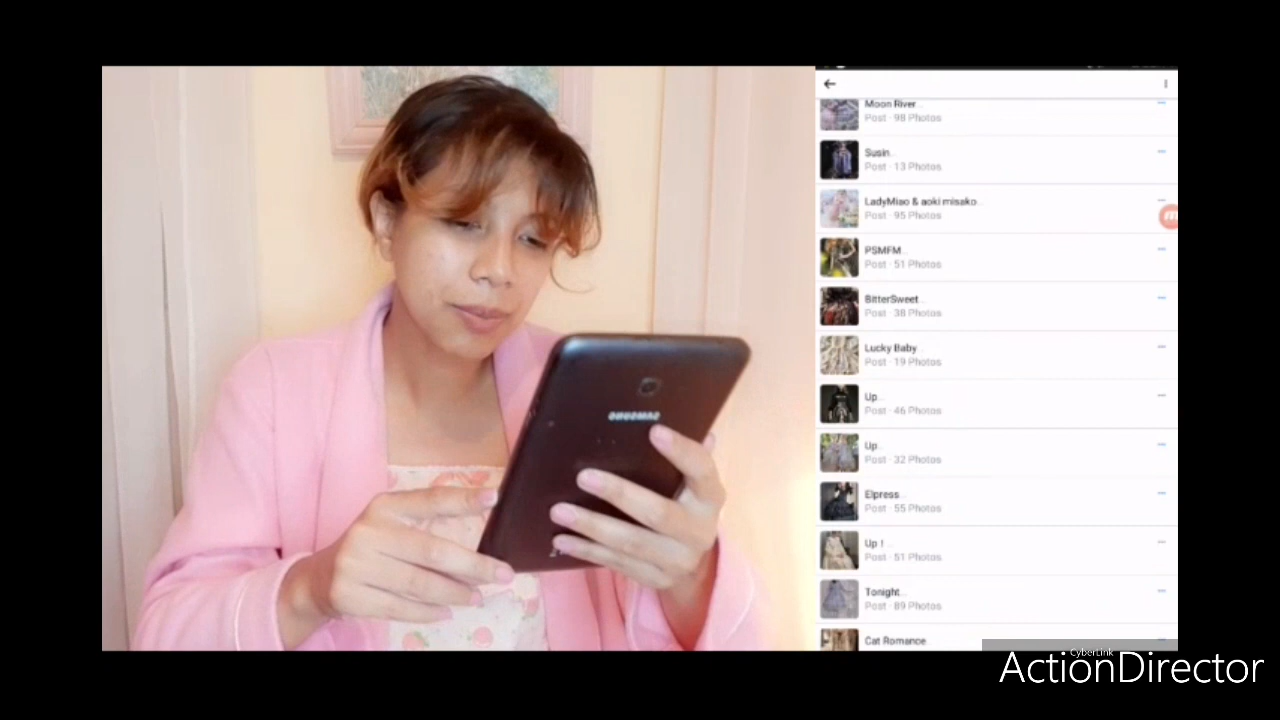 SAMSUNG
Moon River...
Post · 98 Photos
Susin...
Post · 13 Photos
LadyMiao & aoki misako...
Post · 95 Photos
PSMFM...
Post · 51 Photos
BitterSweet...
Post · 38 Photos
Lucky Baby...
Post · 19 Photos
Up...
Post · 46 Photos
Up...
Post · 32 Photos
Elpress...
Post · 55 Photos
Up！...
Post · 51 Photos
Tonight...
Post · 89 Photos
Cat Romance...
CyberLink
ActionDirector